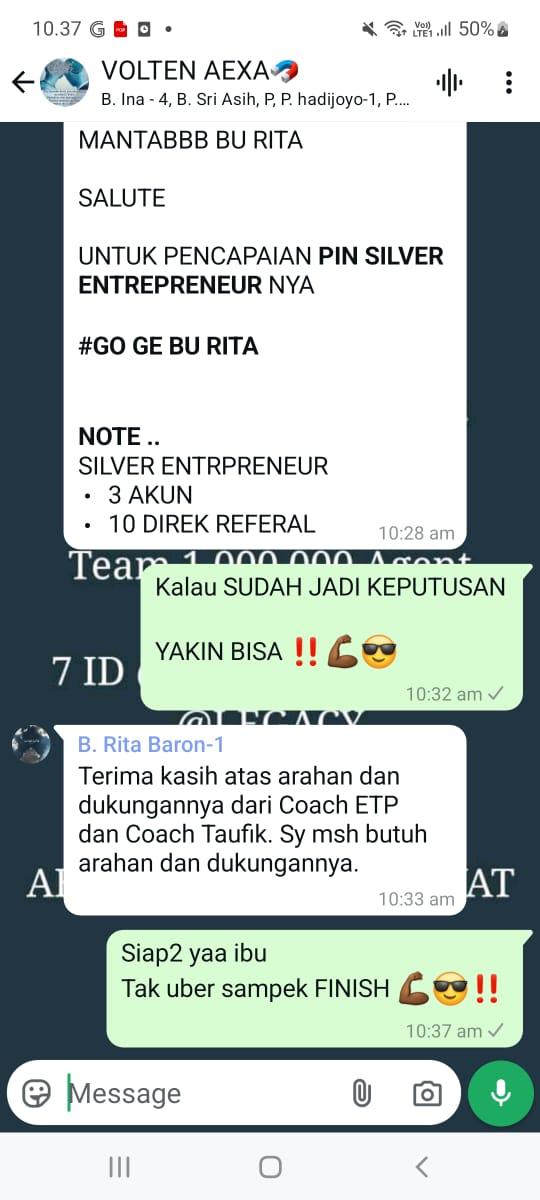 10.37
Vo))
LTE1
50%
VOLTEN AEXA
B. Ina - 4, B. Sri Asih, P, P. hadijoyo-1, P....
MANTABBB BU RITA
SALUTE
UNTUK PENCAPAIAN PIN SILVER
ENTREPRENEUR NYA
#GO GE BU RITA
NOTE ..
SILVER ENTRPRENEUR
• 3 AKUN
• 10 DIREK REFERAL
10:28 am
Team 1.000.000 Agent
Kalau SUDAH JADI KEPUTUSAN
YAKIN BISA ‼️💪🏾😎
10:32 am
7 ID
@LEGACY
B. Rita Baron-1
Terima kasih atas arahan dan
dukungannya dari Coach ETP
dan Coach Taufik. Sy msh butuh
arahan dan dukungannya.
10:33 am
AT
Siap2 yaa ibu
Tak uber sampek FINISH 💪🏾😎‼️
10:37 am
Message